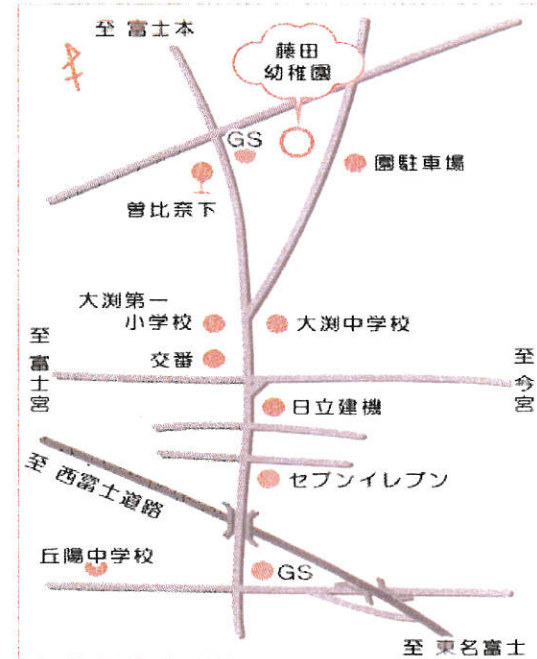 至 富士本
藤田
幼稚園
GS
園駐車場
曽比奈下
大渕第一
小学校
大渕中学校
交番
至富士宮
至今宮
日立建機
セブンイレブン
至 西富士道路
丘陽中学校
GS
至 東名富士